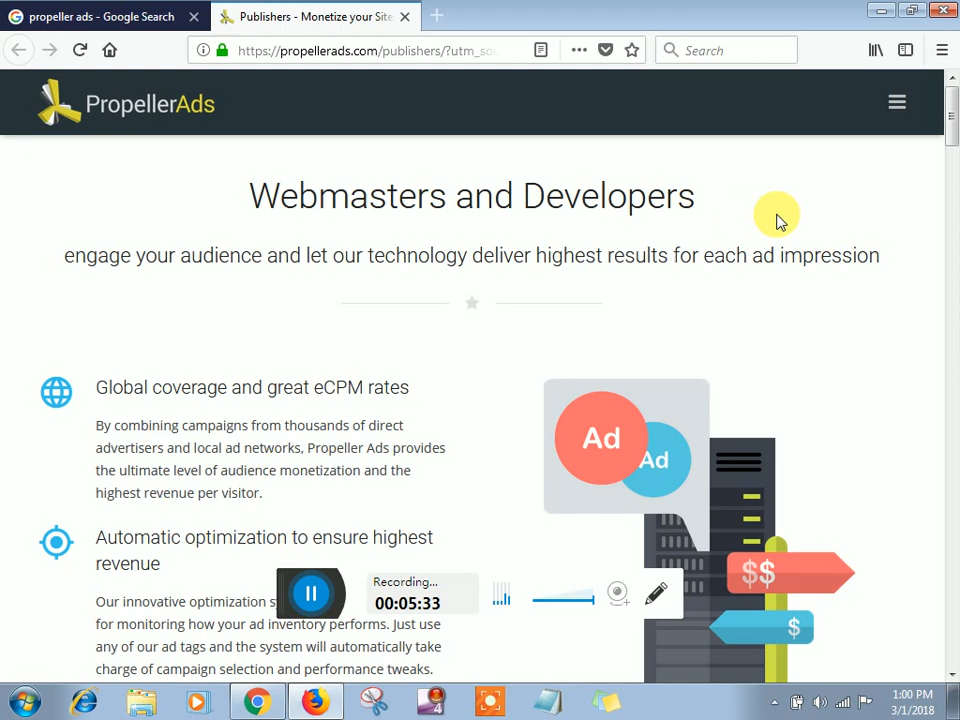 propeller ads - Google Search
Publishers - Monetize your Site
https://propellerads.com/publishers/?utm_so
Search
PropellerAds
Webmasters and Developers
engage your audience and let our technology deliver highest results for each ad impression
Global coverage and great eCPM rates
By combining campaigns from thousands of direct
advertisers and local ad networks, Propeller Ads provides
the ultimate level of audience monetization and the
highest revenue per visitor.
Ad
Ad
Automatic optimization to ensure highest
revenue
Our innovative optimization s
for monitoring how your ad inventory performs. Just use
any of our ad tags and the system will automatically take
charge of campaign selection and performance tweaks.
$$
$
Recording...
00:05:33
4
1:00 PM
3/1/2018